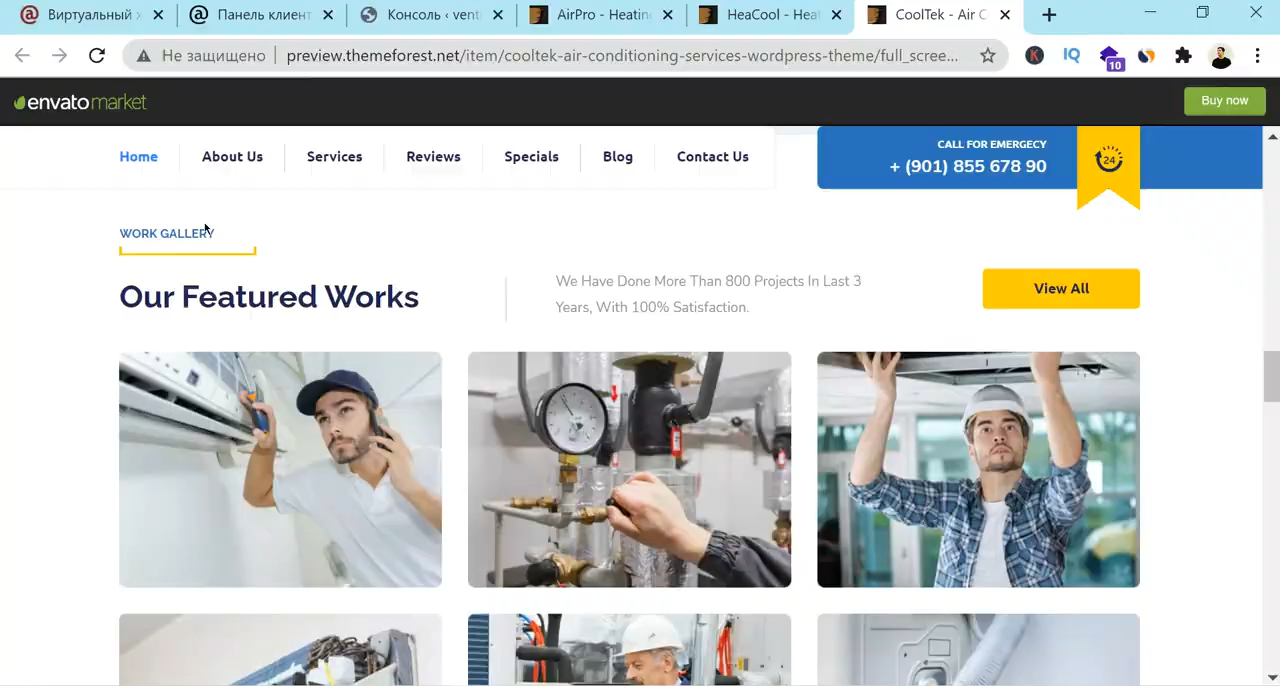 Виртуальный х
Панель клиент
Консоль ‹ vent
AirPro - Heatin
HeaCool - Heat
CoolTek - Air C
Не защищено
preview.themeforest.net/item/cooltek-air-conditioning-services-wordpress-theme/full_scree...
K
IQ
10
envato market
Buy now
Home
About Us
Services
Reviews
Specials
Blog
Contact Us
CALL FOR EMERGECY
+ (901) 855 678 90
24
WORK GALLERY
Our Featured Works
We Have Done More Than 800 Projects In Last 3
Years, With 100% Satisfaction.
View All